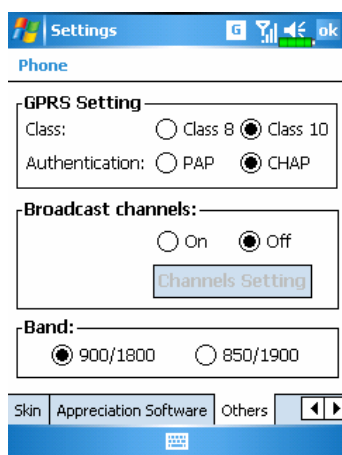 Settings G ok
Phone
GPRS Setting
Class: Class 8 Class 10
Authentication: PAP CHAP
Broadcast channels:
On Off
Channels Setting
Band:
900/1800 850/1900
Skin Appreciation Software Others